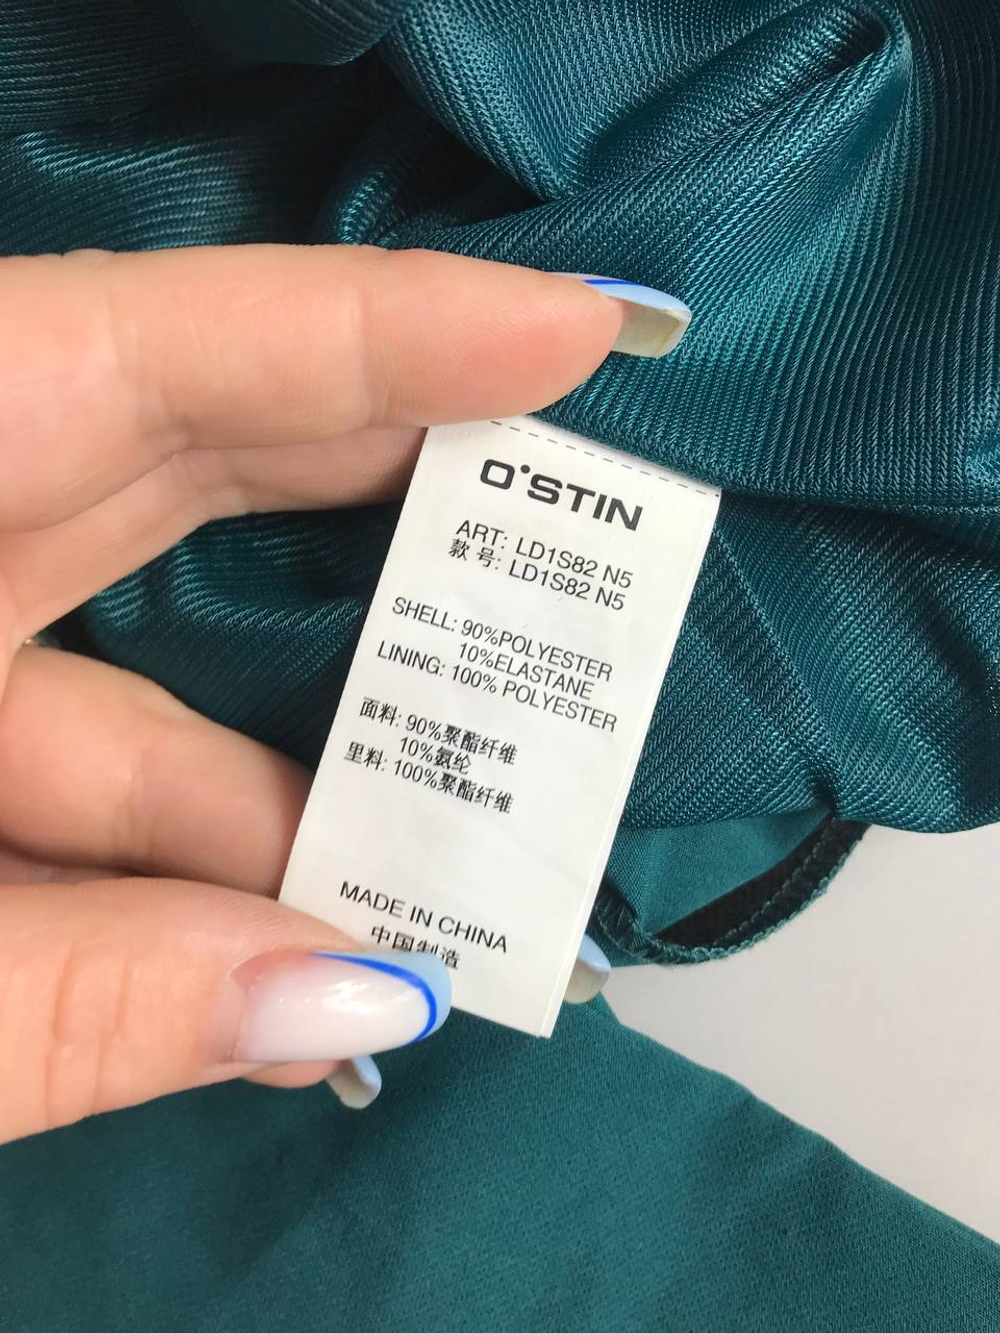 O'STIN
ART: LD1S82 N5
款号: LD1S82 N5
SHELL: 90%POLYESTER
10%ELASTANE
LINING: 100% POLYESTER
面料: 90%聚酯纤维
10%氨纶
里料: 100%聚酯纤维
MADE IN CHINA
中国制造